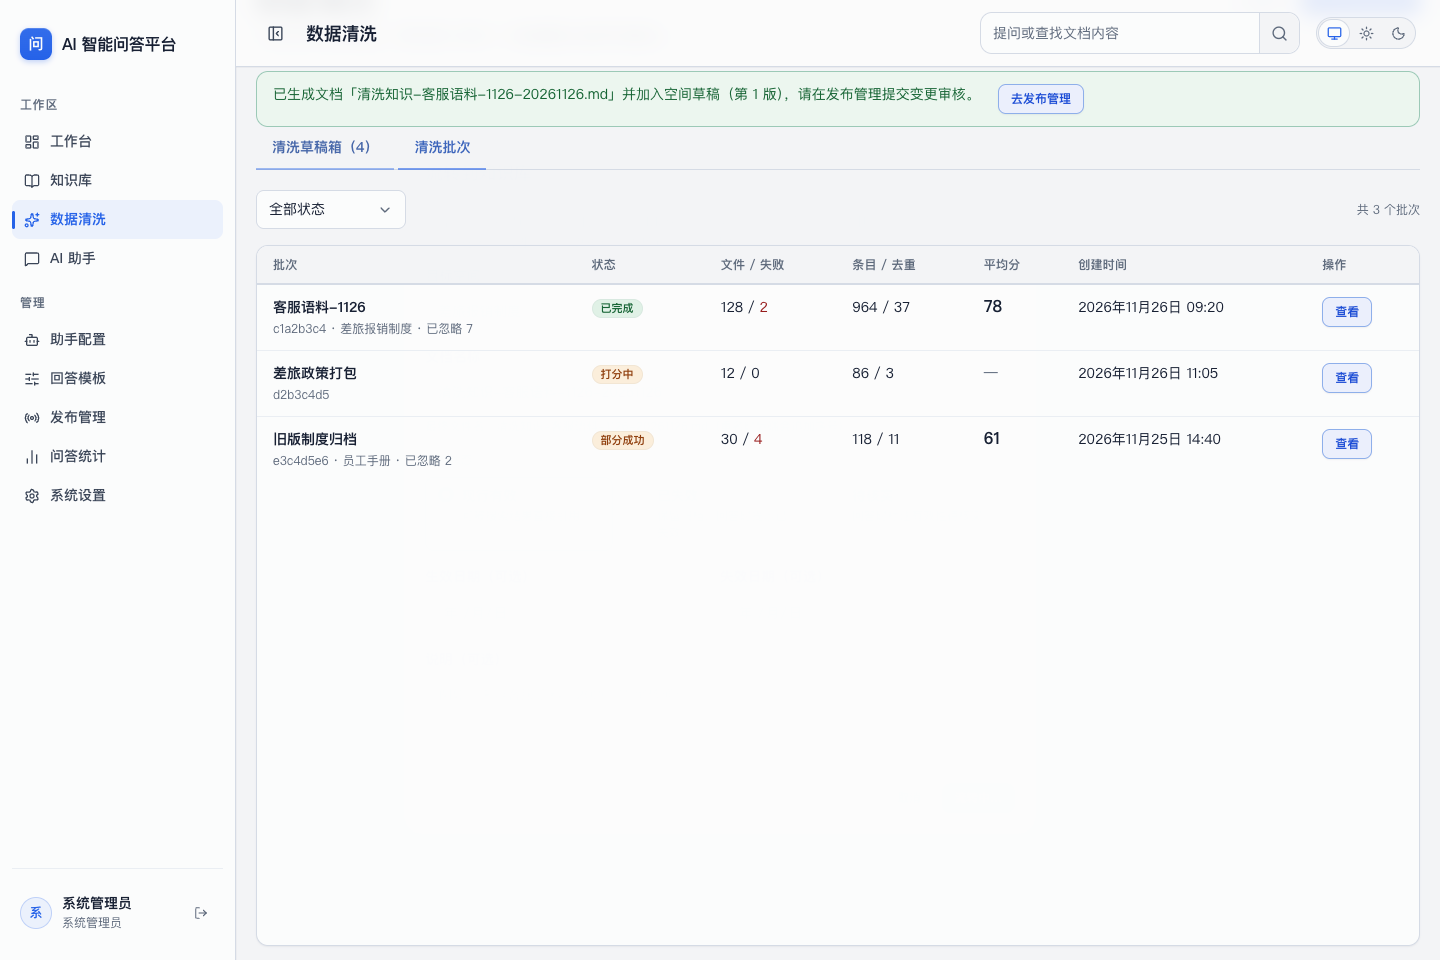 问
AI 智能问答平台
工作区
工作台
知识库
数据清洗
AI 助手
管理
助手配置
回答模板
发布管理
问答统计
系统设置
系
系统管理员
系统管理员
数据清洗
提问或查找文档内容
已生成文档「清洗知识-客服语料-1126-20261126.md」并加入空间草稿（第 1 版），请在发布管理提交变更审核。
去发布管理
清洗草稿箱（4）
清洗批次
全部状态
共 3 个批次
批次 状态 文件 / 失败 条目 / 去重 平均分 创建时间 操作
客服语料-1126 已完成 128 / 2 964 / 37 78 2026年11月26日 09:20 查看
c1a2b3c4 · 差旅报销制度 · 已忽略 7
差旅政策打包 打分中 12 / 0 86 / 3 — 2026年11月26日 11:05 查看
d2b3c4d5
旧版制度归档 部分成功 30 / 4 118 / 11 61 2026年11月25日 14:40 查看
e3c4d5e6 · 员工手册 · 已忽略 2